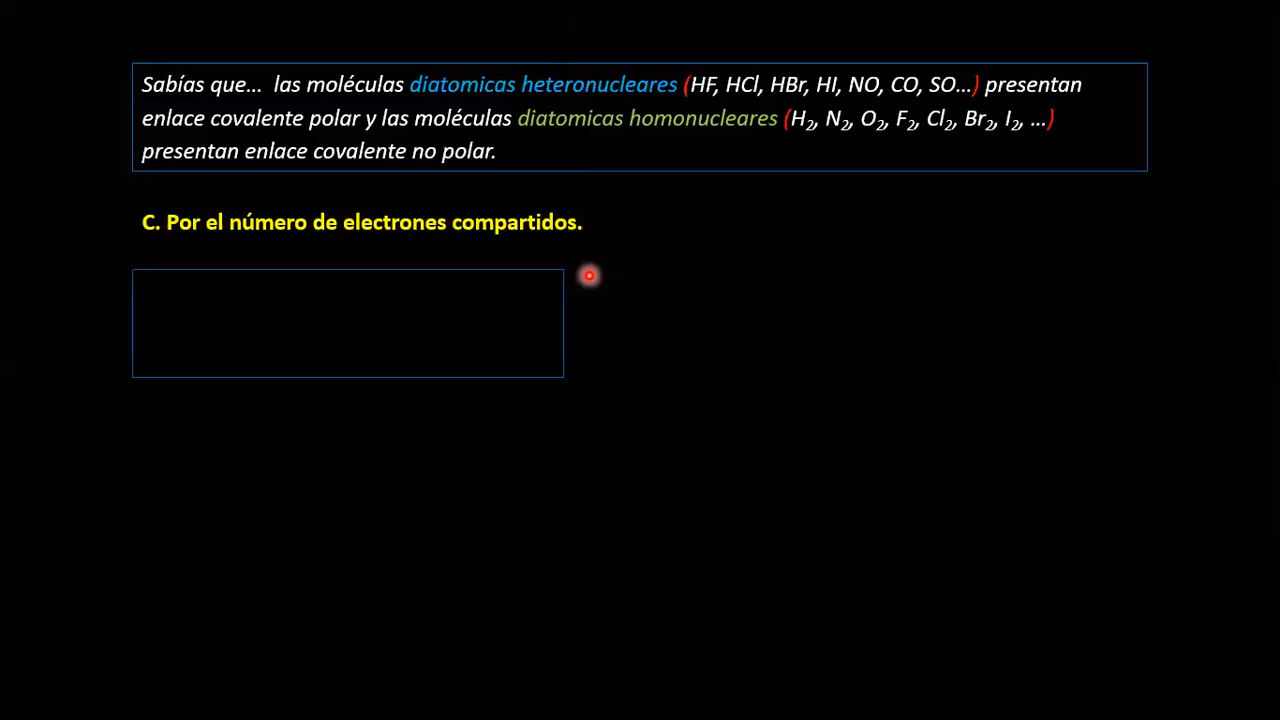 Sabías que... las moléculas diatomicas heteronucleares (HF, HCl, HBr, HI, NO, CO, SO...) presentan
enlace covalente polar y las moléculas diatomicas homonucleares (H₂, N₂, O₂, F₂, Cl₂, Br₂, I₂, ...)
presentan enlace covalente no polar.
C. Por el número de electrones compartidos.